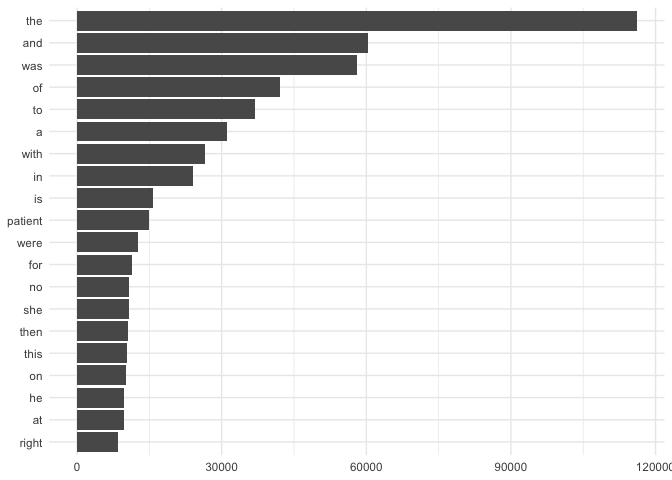 the
and
was
of
to
a
with
in
is
patient
were
for
no
she
then
this
on
he
at
right
0 30000 60000 90000 120000